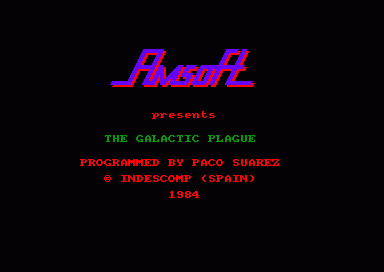 Amsoft
presents
THE GALACTIC PLAGUE
PROGRAMMED BY PACO SUAREZ
© INDESCOMP (SPAIN)
1984